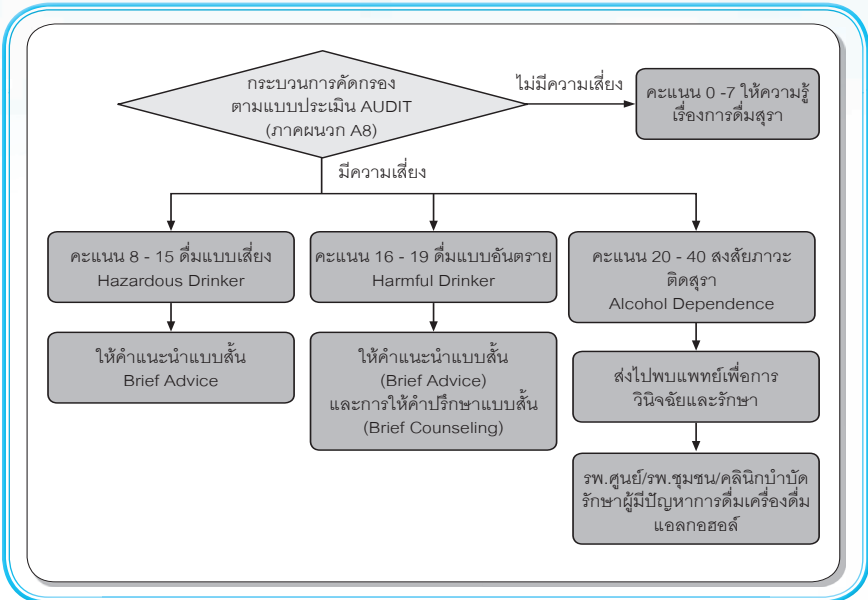 กระบวนการคัดกรอง
ตามแบบประเมิน AUDIT
(ภาคผนวก A8)
ไม่มีความเสี่ยง
คะแนน 0 -7 ให้ความรู้
เรื่องการดื่มสุรา
มีความเสี่ยง
คะแนน 8 - 15 ดื่มแบบเสี่ยง
Hazardous Drinker
คะแนน 16 - 19 ดื่มแบบอันตราย
Harmful Drinker
คะแนน 20 - 40 สงสัยภาวะ
ติดสุรา
Alcohol Dependence
ให้คำแนะนำแบบสั้น
Brief Advice
ให้คำแนะนำแบบสั้น
(Brief Advice)
และการให้คำปรึกษาแบบสั้น
(Brief Counseling)
ส่งไปพบแพทย์เพื่อการ
วินิจฉัยและรักษา
รพ.ศูนย์/รพ.ชุมชน/คลินิกบำบัด
รักษาผู้มีปัญหาการดื่มเครื่องดื่ม
แอลกอฮอล์